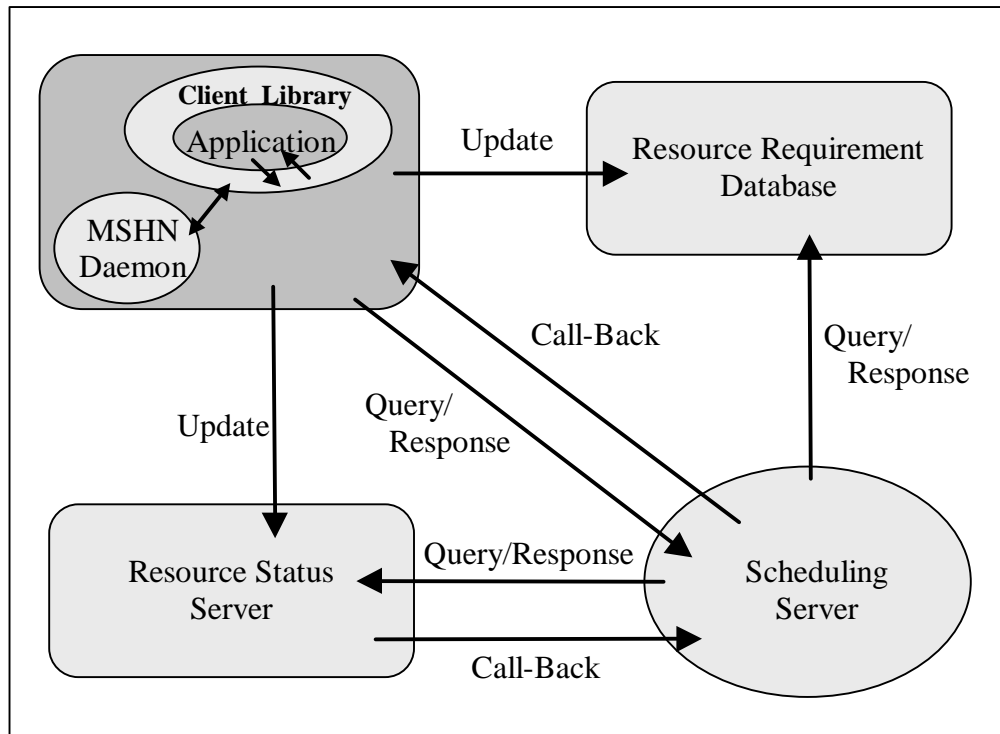 Client Library
Application
MSHN
Daemon
Update
Resource Requirement
Database
Call-Back
Query/
Response
Query/
Response
Update
Resource Status
Server
Query/Response
Scheduling
Server
Call-Back